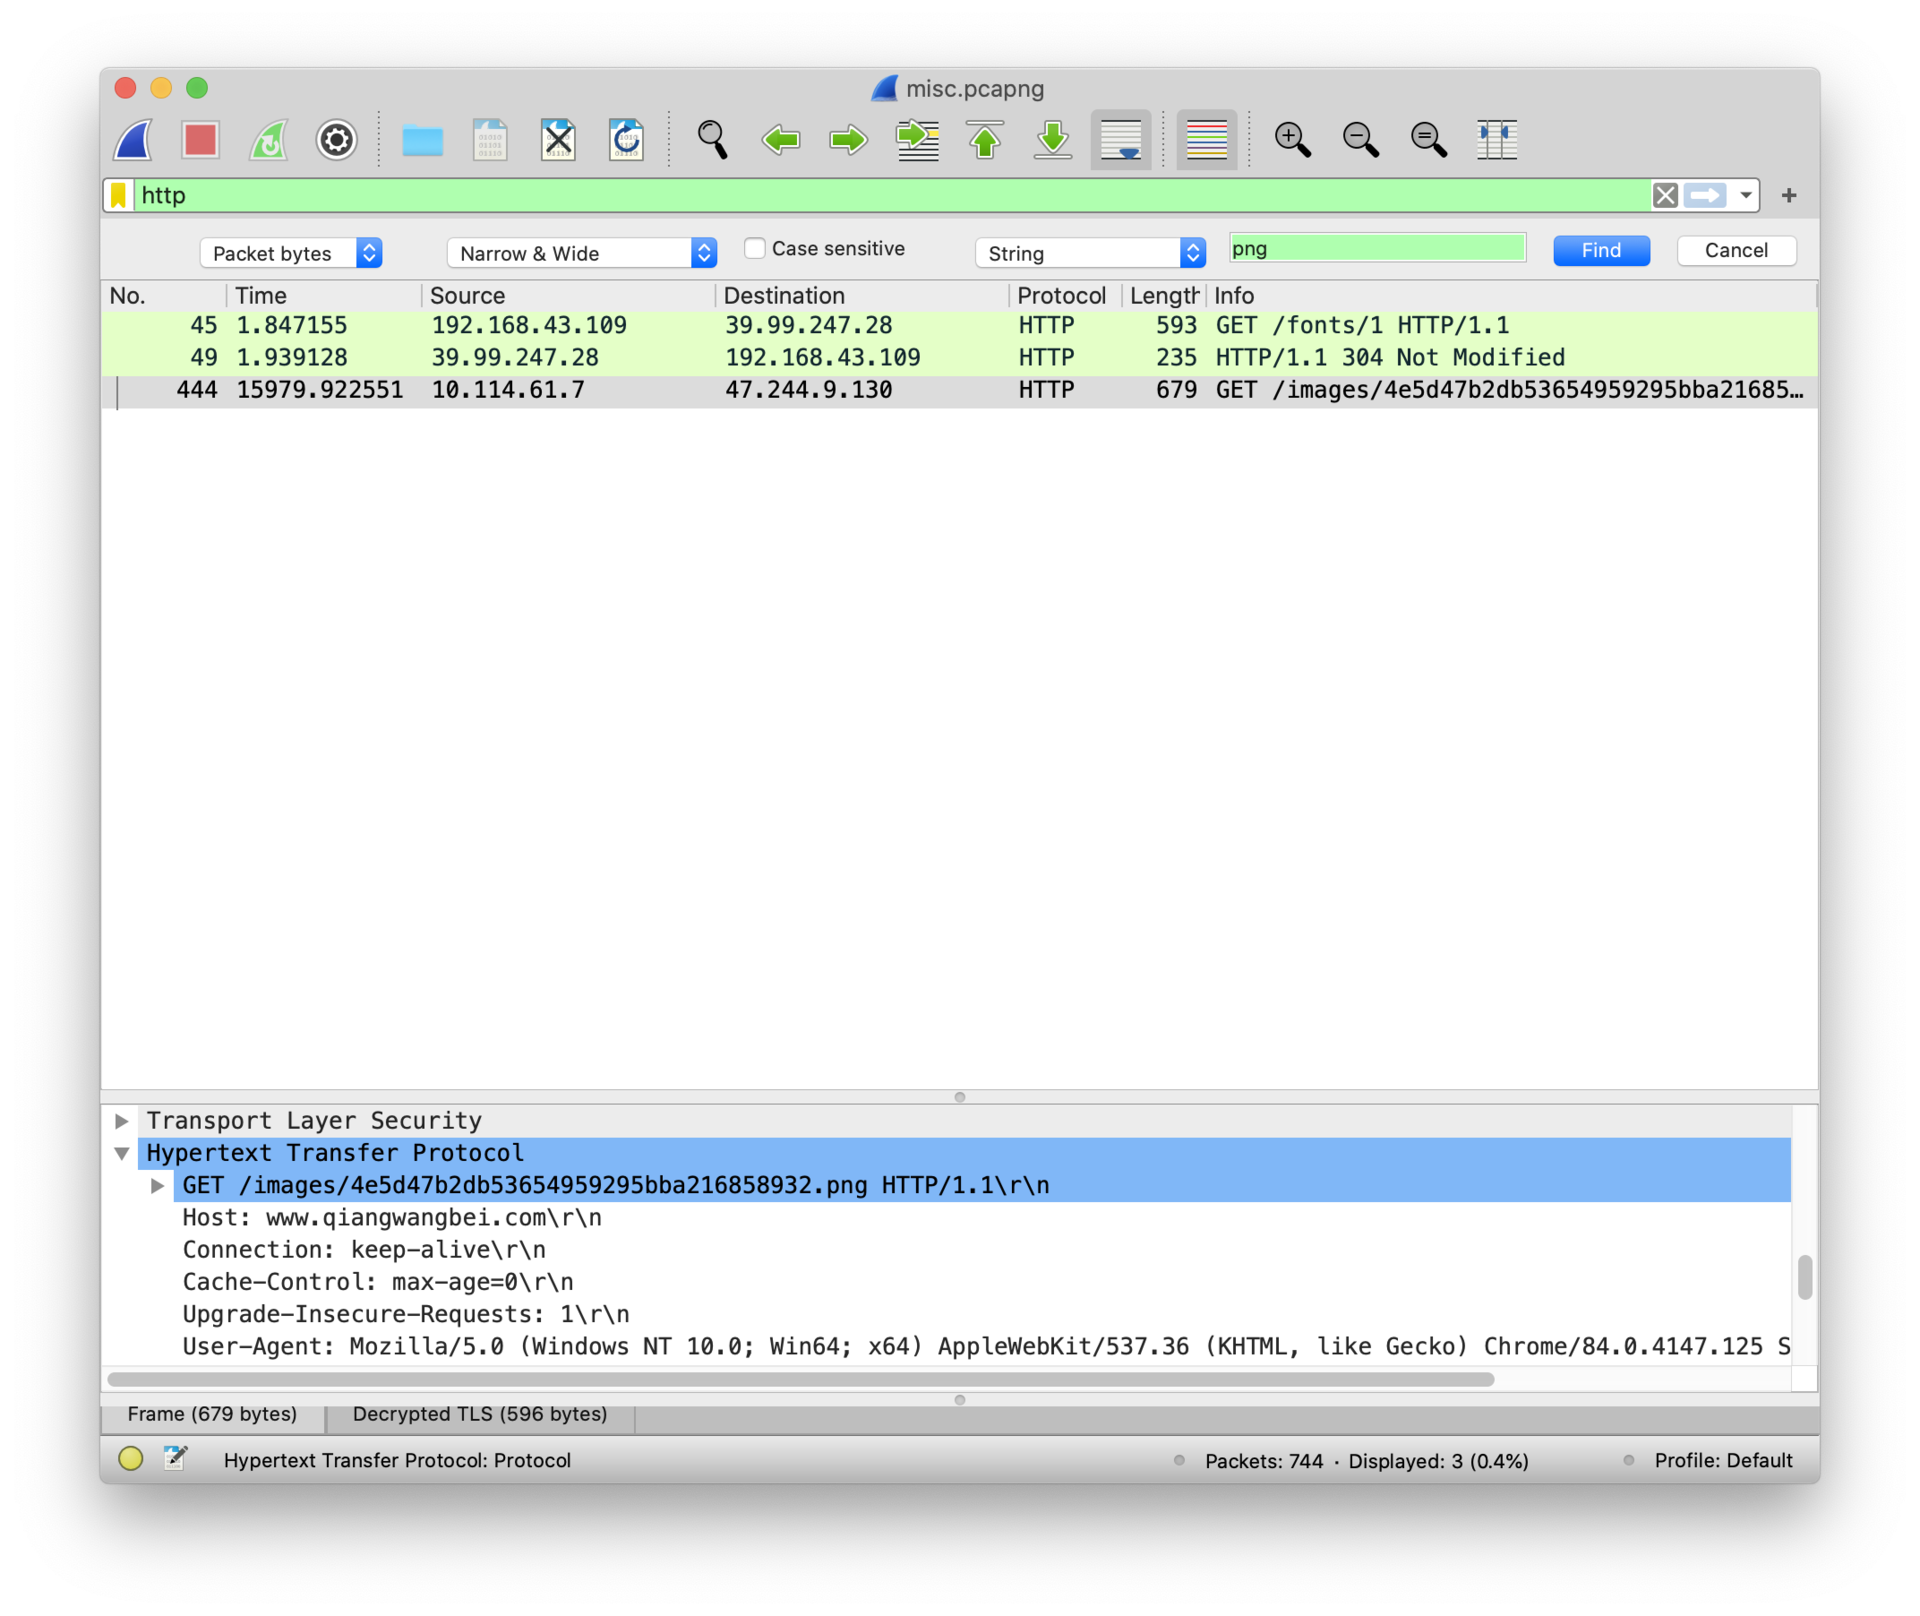 misc.pcapng
http
Packet bytes Narrow & Wide Case sensitive String png Find Cancel
No. Time Source Destination Protocol Length Info
45 1.847155 192.168.43.109 39.99.247.28 HTTP 593 GET /fonts/1 HTTP/1.1
49 1.939128 39.99.247.28 192.168.43.109 HTTP 235 HTTP/1.1 304 Not Modified
444 15979.922551 10.114.61.7 47.244.9.130 HTTP 679 GET /images/4e5d47b2db53654959295bba21685…
Transport Layer Security
Hypertext Transfer Protocol
GET /images/4e5d47b2db53654959295bba216858932.png HTTP/1.1\r\n
Host: www.qiangwangbei.com\r\n
Connection: keep-alive\r\n
Cache-Control: max-age=0\r\n
Upgrade-Insecure-Requests: 1\r\n
User-Agent: Mozilla/5.0 (Windows NT 10.0; Win64; x64) AppleWebKit/537.36 (KHTML, like Gecko) Chrome/84.0.4147.125 S
Frame (679 bytes) Decrypted TLS (596 bytes)
Hypertext Transfer Protocol: Protocol Packets: 744 · Displayed: 3 (0.4%) Profile: Default